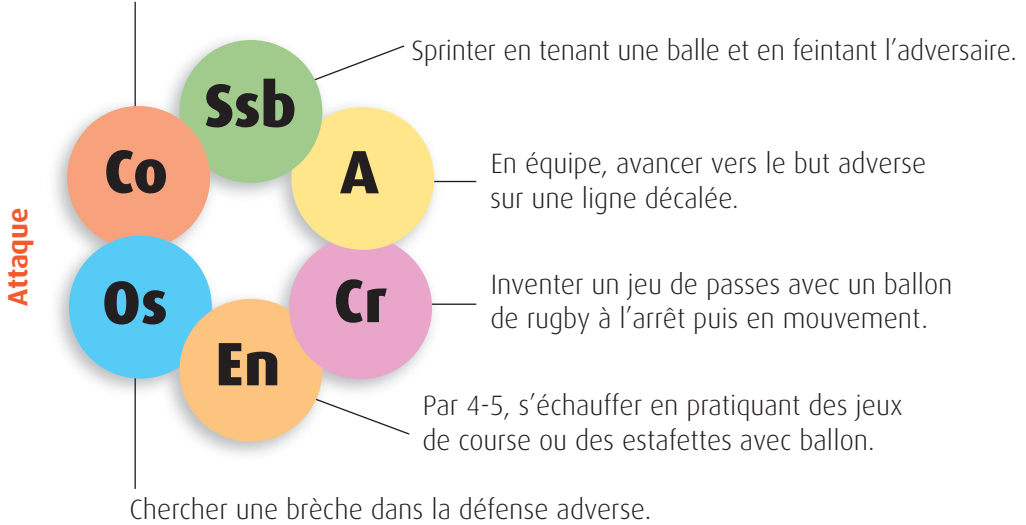 Attaque
Ssb
Sprinter en tenant une balle et en feintant l’adversaire.
Co
A
En équipe, avancer vers le but adverse
sur une ligne décalée.
Os
Cr
Inventer un jeu de passes avec un ballon
de rugby à l’arrêt puis en mouvement.
En
Par 4-5, s’échauffer en pratiquant des jeux
de course ou des estafettes avec ballon.
Chercher une brèche dans la défense adverse.